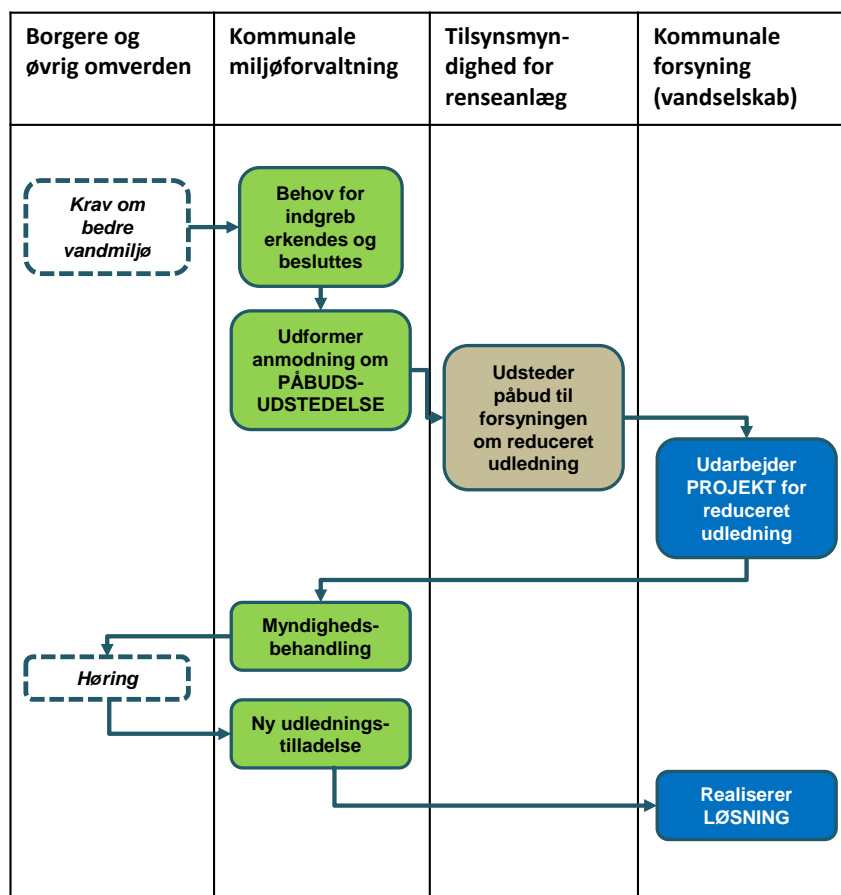 Borgere og
øvrig omverden
Kommunale
miljøforvaltning
Tilsynsmyn-
dighed for
renseanlæg
Kommunale
forsyning
(vandselskab)
Krav om
bedre
vandmiljø
Behov for
indgreb
erkendes og
besluttes
Udformer
anmodning om
PÅBUDS-
UDSTEDELSE
Udsteder
påbud til
forsyningen
om reduceret
udledning
Udarbejder
PROJEKT for
reduceret
udledning
Myndigheds-
behandling
Høring
Ny udlednings-
tilladelse
Realiserer
LØSNING